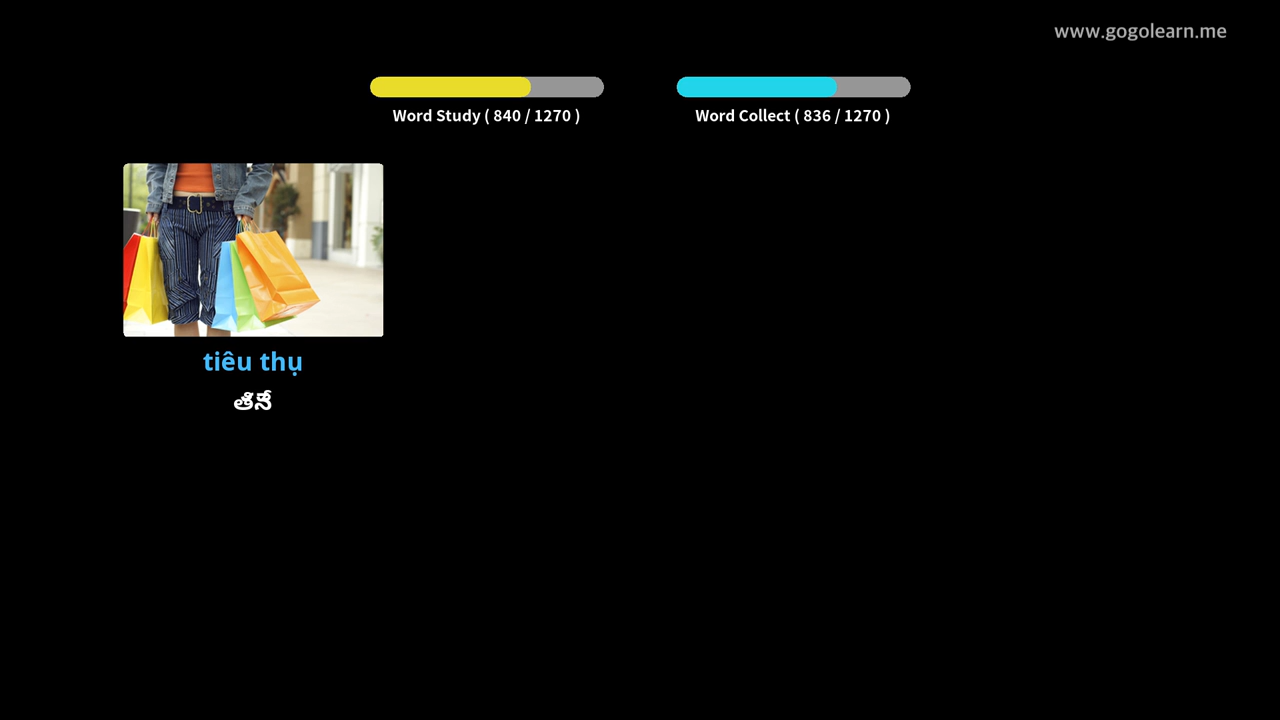 www.gogolearn.me
Word Study ( 840 / 1270 )
Word Collect ( 836 / 1270 )
tiêu thụ
తినే